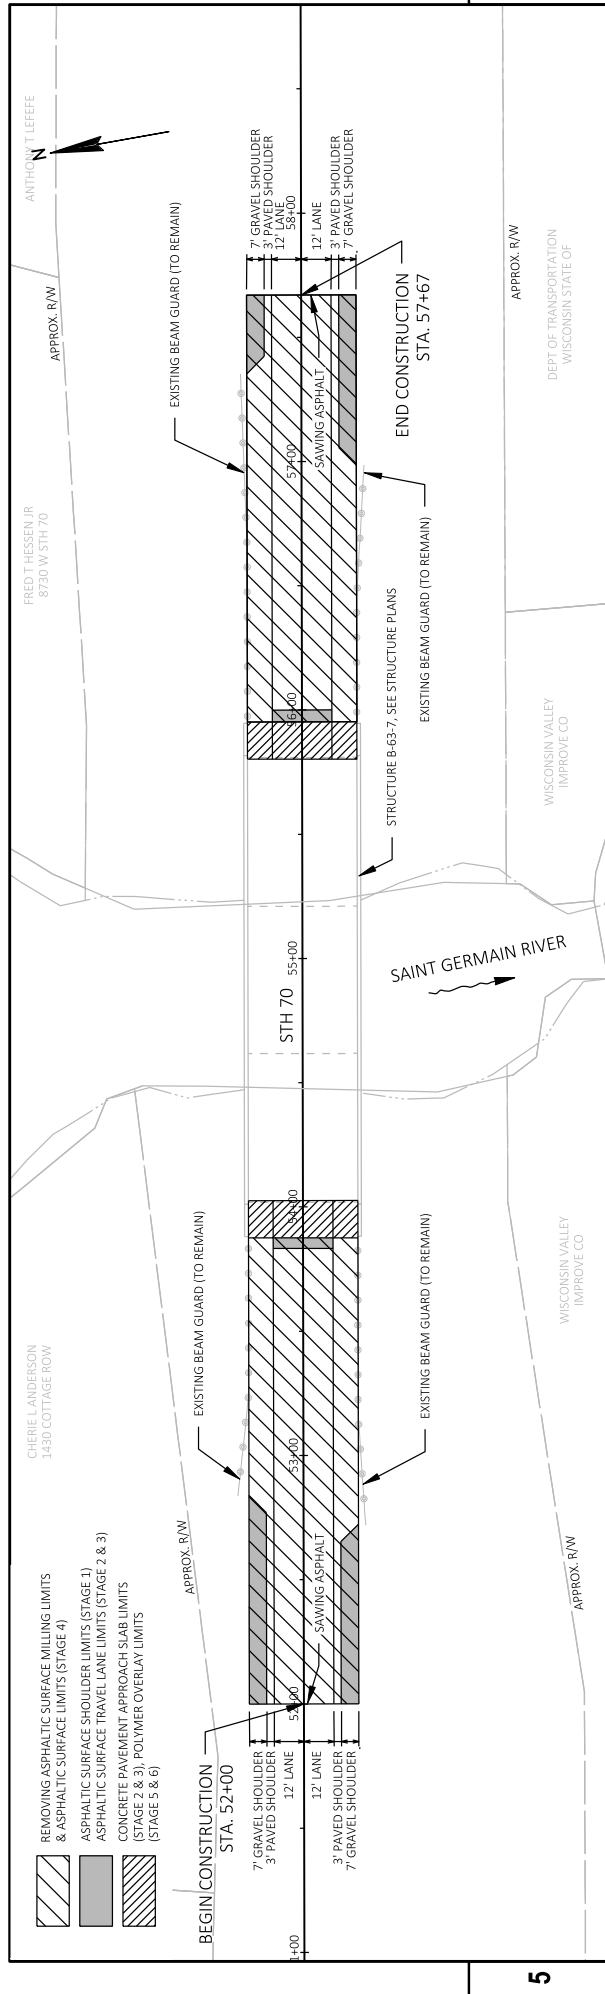 REMOVING ASPHALTIC SURFACE MILLING LIMITS
& ASPHALTIC SURFACE LIMITS (STAGE 4)
ASPHALTIC SURFACE SHOULDER LIMITS (STAGE 1)
ASPHALTIC SURFACE TRAVEL LANE LIMITS (STAGE 2 & 3)
CONCRETE PAVEMENT APPROACH SLAB LIMITS
(STAGE 2 & 3), POLYMER OVERLAY LIMITS
(STAGE 5 & 6)
CHERIE L ANDERSON
1430 COTTAGE ROW
FRED T HESSEN JR
8730 W STH 70
ANTHONY T LEFEFE
N
APPROX. R/W
APPROX. R/W
EXISTING BEAM GUARD (TO REMAIN)
EXISTING BEAM GUARD (TO REMAIN)
BEGIN CONSTRUCTION
STA. 52+00
7' GRAVEL SHOULDER
3' PAVED SHOULDER
12' LANE
12' LANE
3' PAVED SHOULDER
7' GRAVEL SHOULDER
1+00
52+00
53+00
54+00
55+00
56+00
57+00
58+00
STH 70
SAWING ASPHALT
SAWING ASPHALT
7' GRAVEL SHOULDER
3' PAVED SHOULDER
12' LANE
12' LANE
3' PAVED SHOULDER
7' GRAVEL SHOULDER
END CONSTRUCTION
STA. 57+67
EXISTING BEAM GUARD (TO REMAIN)
SAINT GERMAIN RIVER
STRUCTURE B-63-7, SEE STRUCTURE PLANS
EXISTING BEAM GUARD (TO REMAIN)
APPROX. R/W
APPROX. R/W
WISCONSIN VALLEY
IMPROVE CO
WISCONSIN VALLEY
IMPROVE CO
DEPT OF TRANSPORTATION
WISCONSIN STATE OF
5